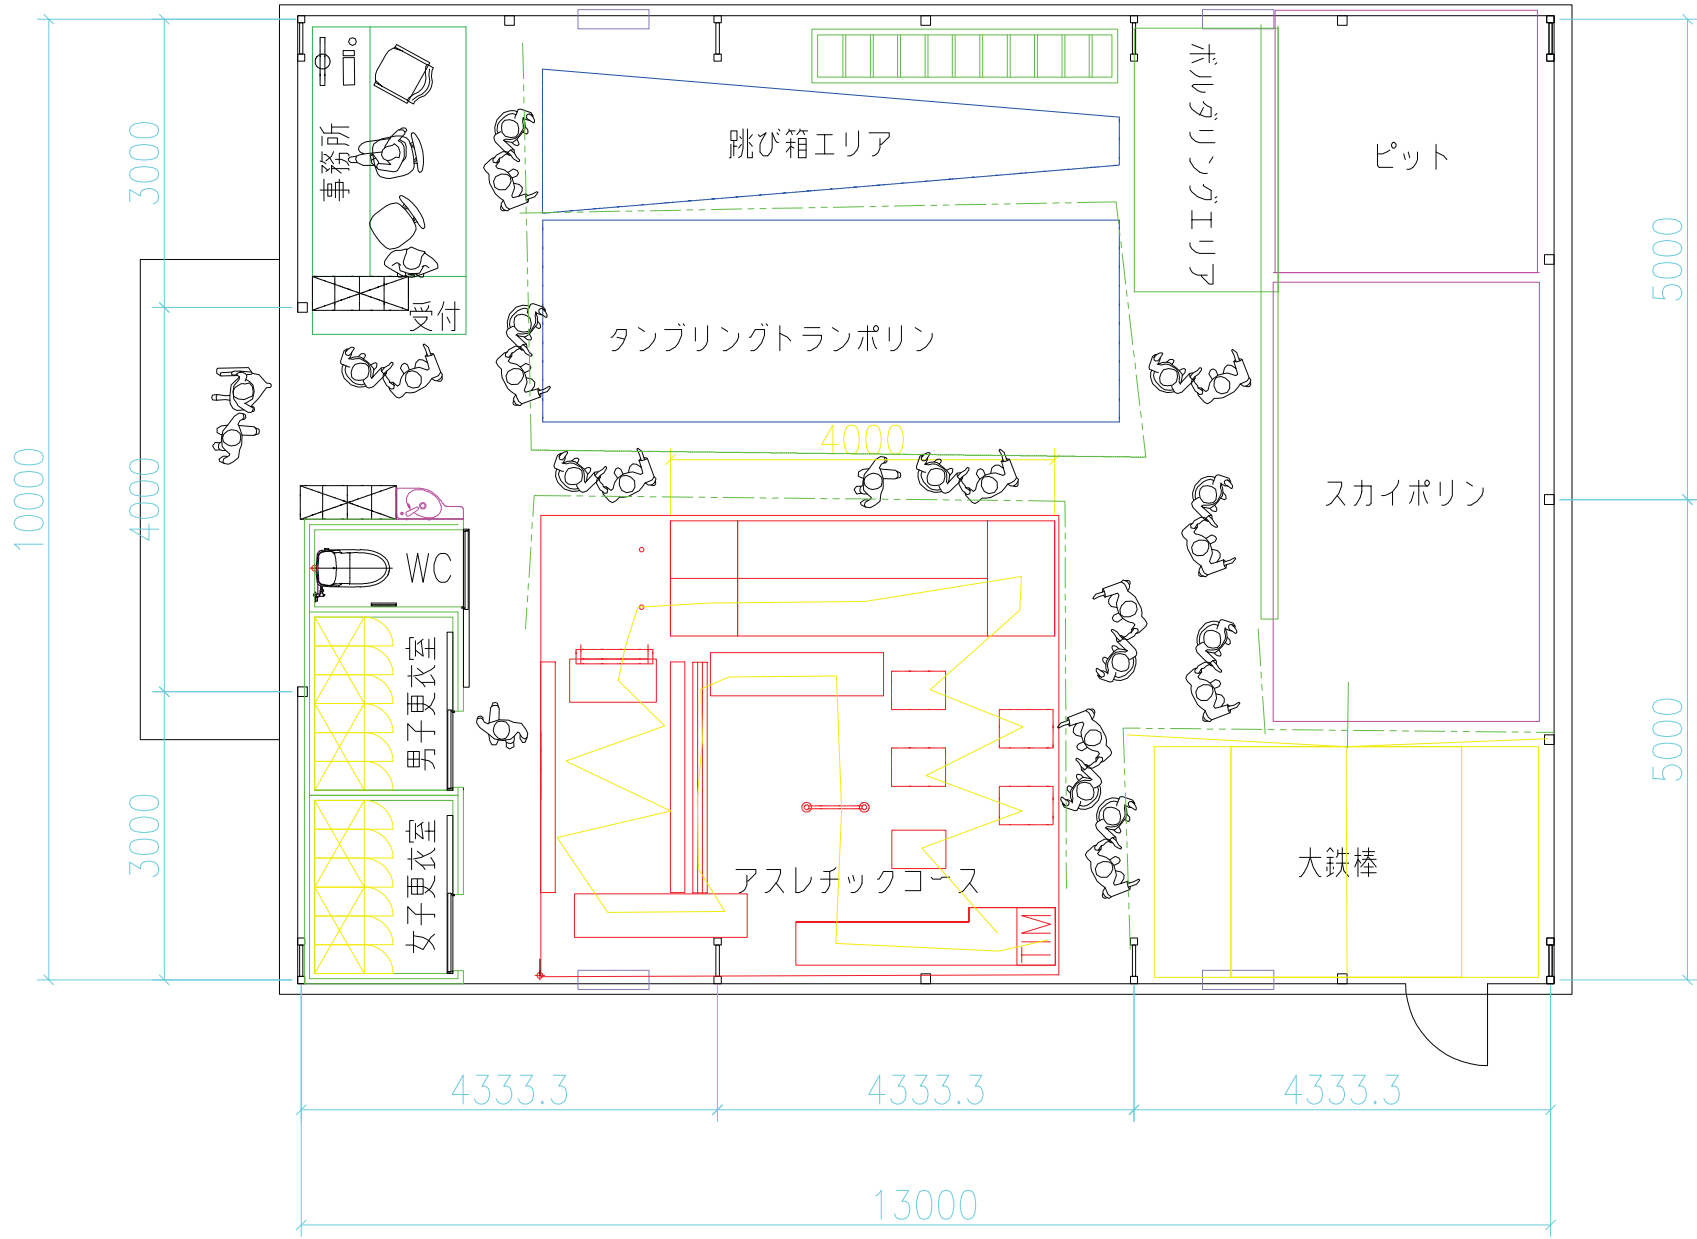 跳び箱エリア
ボルダリングエリア
ピット
事務所
3000
5000
受付
タンブリングトランポリン
4000
10000
4000
スカイポリン
WC
男子更衣室
5000
3000
女子更衣室
アスレチックコース
大鉄棒
TIM
4333.3
4333.3
4333.3
13000